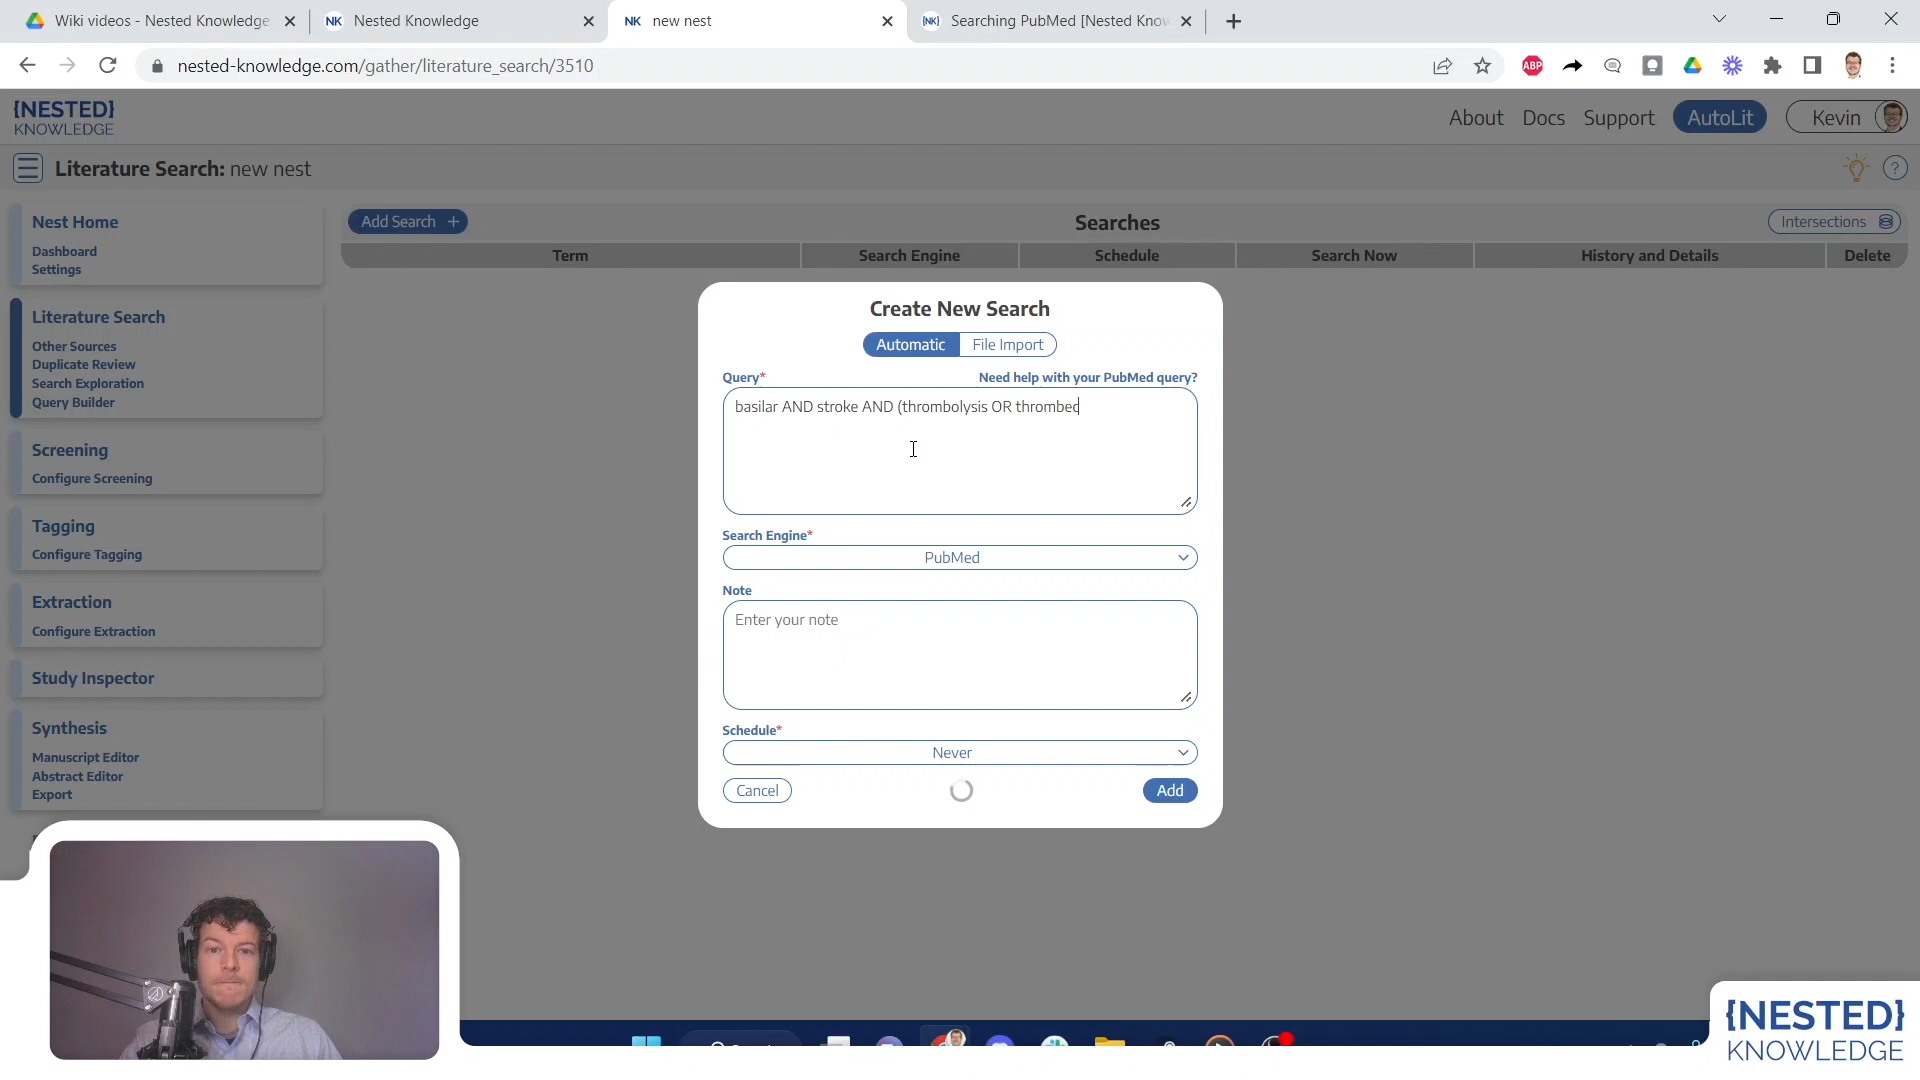 Wiki videos - Nested Knowledge
NK Nested Knowledge
NK new nest
{NK} Searching PubMed [Nested Know
nested-knowledge.com/gather/literature_search/3510
ABP
{NESTED}
KNOWLEDGE
About Docs Support AutoLit Kevin
Literature Search: new nest
?
Nest Home
Dashboard
Settings
Literature Search
Other Sources
Duplicate Review
Search Exploration
Query Builder
Screening
Configure Screening
Tagging
Configure Tagging
Extraction
Configure Extraction
Study Inspector
Synthesis
Manuscript Editor
Abstract Editor
Export
Add Search +
Searches
Intersections
Term Search Engine Schedule Search Now History and Details Delete
Create New Search
Automatic File Import
Query* Need help with your PubMed query?
basilar AND stroke AND (thrombolysis OR thrombec
Search Engine*
PubMed
Note
Enter your note
Schedule*
Never
Cancel Add
{NESTED}
KNOWLEDGE